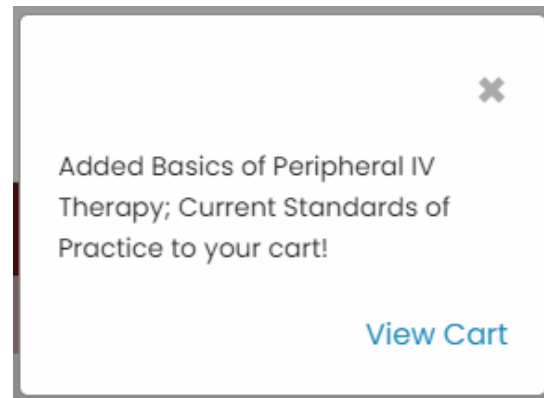 Added Basics of Peripheral IV
Therapy; Current Standards of
Practice to your cart!
View Cart